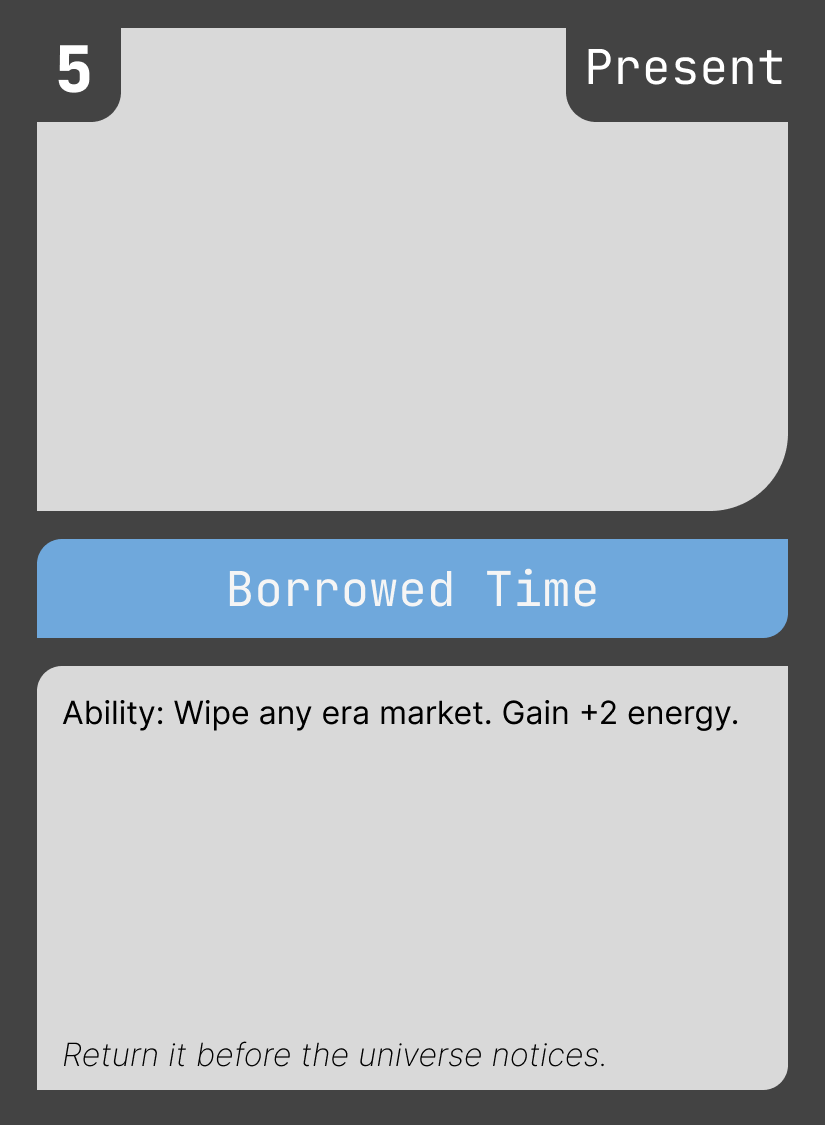 5
Present
Borrowed Time
Ability: Wipe any era market. Gain +2 energy.
Return it before the universe notices.